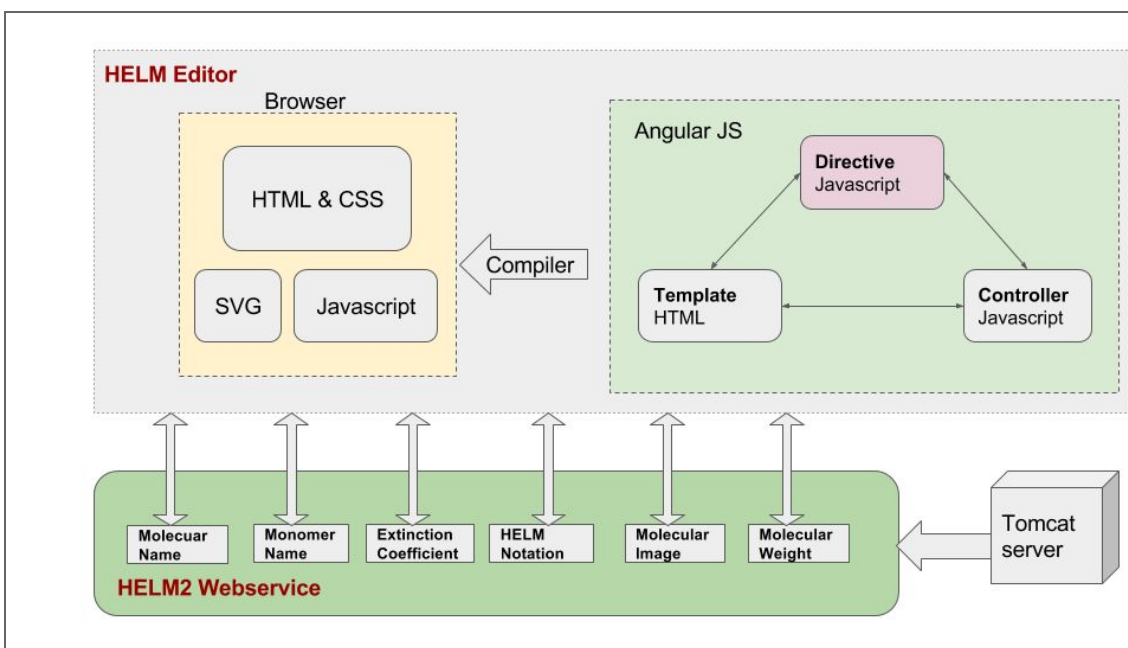 HELM Editor
Browser
HTML & CSS
SVG
Javascript
Compiler
Angular JS
Directive
Javascript
Template
HTML
Controller
Javascript
Molecuar
Name
Monomer
Name
Extinction
Coefficient
HELM
Notation
Molecular
Image
Molecular
Weight
HELM2 Webservice
Tomcat
server